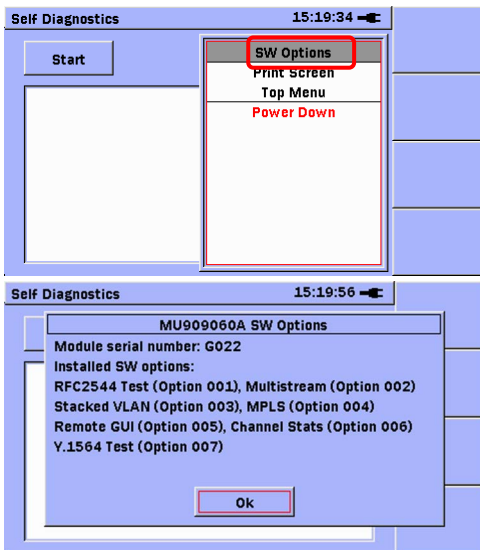 Self Diagnostics 15:19:34
Start
SW Options
Print Screen
Top Menu
Power Down
Self Diagnostics 15:19:56
MU909060A SW Options
Module serial number: G022
Installed SW options:
RFC2544 Test (Option 001), Multistream (Option 002)
Stacked VLAN (Option 003), MPLS (Option 004)
Remote GUI (Option 005), Channel Stats (Option 006)
Y.1564 Test (Option 007)
Ok